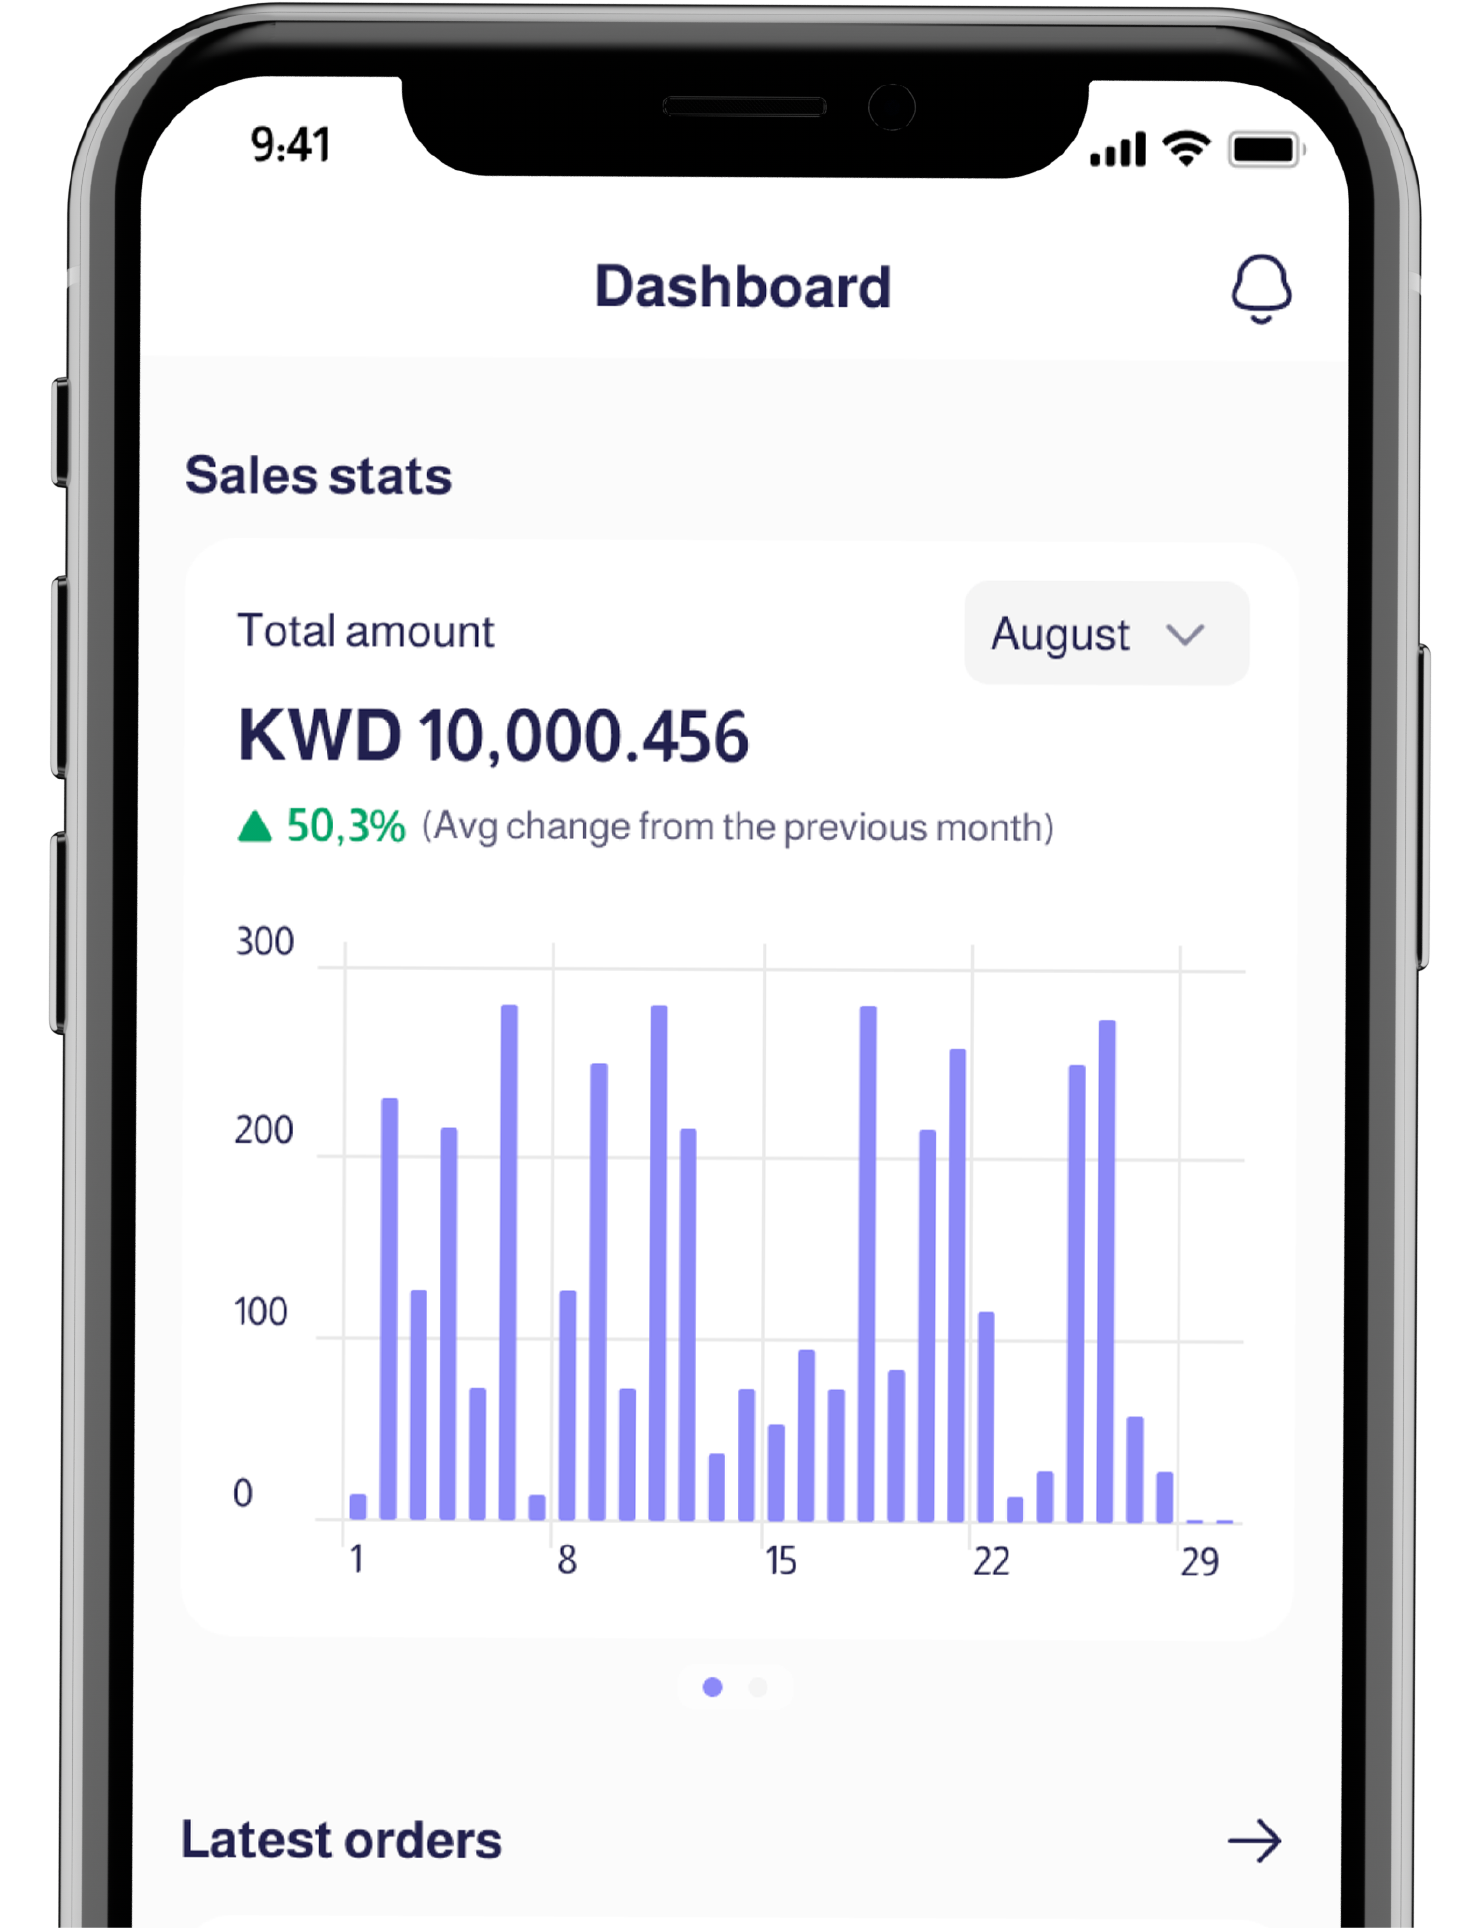 9:41
Dashboard
Sales stats
Total amount
August
KWD 10,000.456
50,3% (Avg change from the previous month)
300
200
100
0
1 8 15 22 29
Latest orders